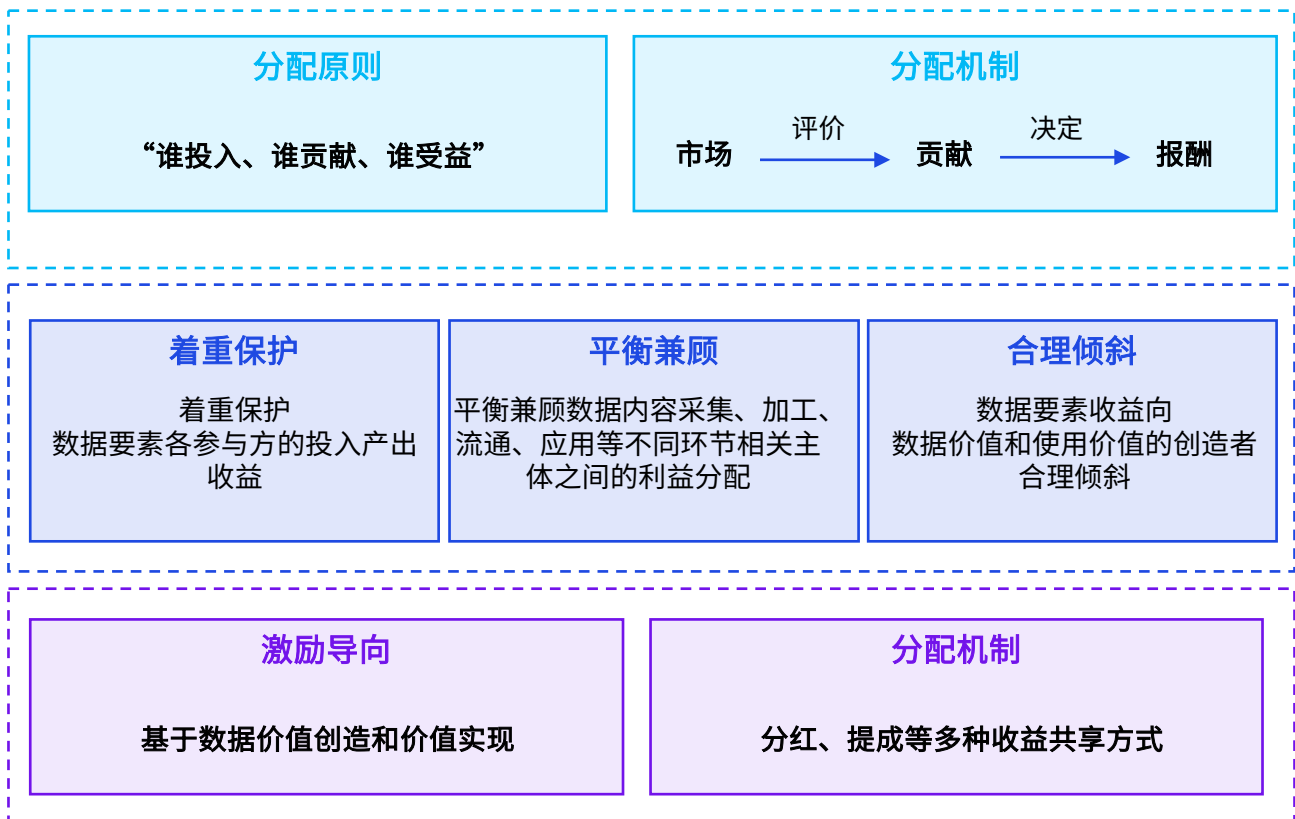 分配原则
“谁投入、谁贡献、谁受益”
分配机制
市场
评价
贡献
决定
报酬
着重保护
着重保护
数据要素各参与方的投入产出
收益
平衡兼顾
平衡兼顾数据内容采集、加工、
流通、应用等不同环节相关主
体之间的利益分配
合理倾斜
数据要素收益向
数据价值和使用价值的创造者
合理倾斜
激励导向
基于数据价值创造和价值实现
分配机制
分红、提成等多种收益共享方式